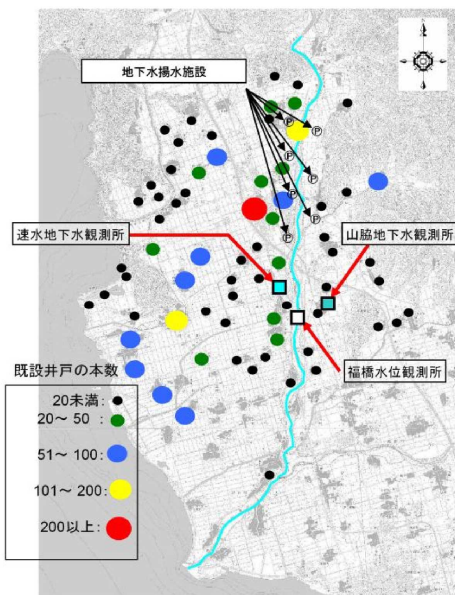 地下水揚水施設
P
P
P
P
P
P
P
連水地下水観測所
山脇地下水観測所
福橋水位観測所
既設井戸の本数
20未満:
20~ 50 :
51~ 100:
101~ 200:
200以上: